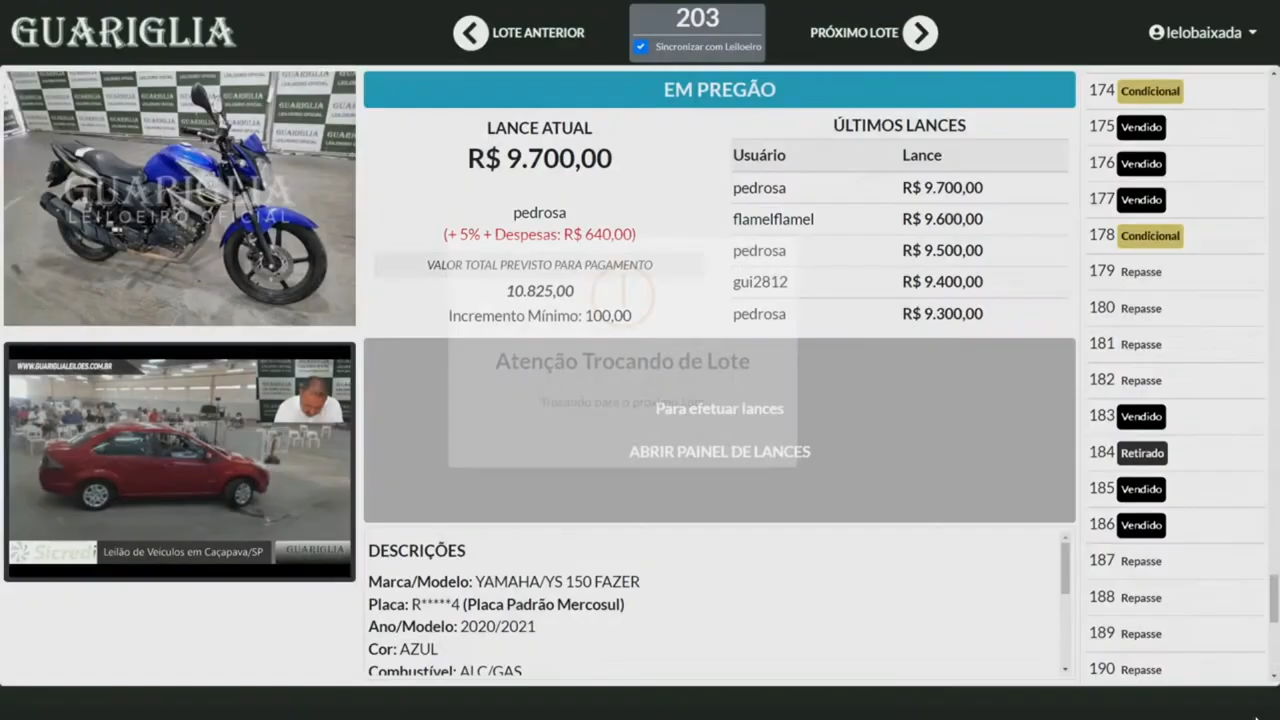 GUARIGLIA
LOTE ANTERIOR
203
Sincronizar com Leiloeiro
PRÓXIMO LOTE
lelobaixada
GUARIGLIA
LEILOEIRO OFICIAL
EM PREGÃO
LANCE ATUAL
R$ 9.700,00
pedrosa
(+ 5% + Despesas: R$ 640,00)
VALOR TOTAL PREVISTO PARA PAGAMENTO
10.825,00
Incremento Mínimo: 100,00
ÚLTIMOS LANCES
Usuário Lance
pedrosa R$ 9.700,00
flamelflamel R$ 9.600,00
pedrosa R$ 9.500,00
gui2812 R$ 9.400,00
pedrosa R$ 9.300,00
Atenção Trocando de Lote
Trocando para o próximo
Para efetuar lances
ABRIR PAINEL DE LANCES
WWW.GUARIGLIALEILOES.COM.BR
Sicredi
Leilão de Veiculos em Caçapava/SP
GUARIGLIA
DESCRIÇÕES
Marca/Modelo: YAMAHA/YS 150 FAZER
Placa: R*****4 (Placa Padrão Mercosul)
Ano/Modelo: 2020/2021
Cor: AZUL
Combustível: ALC/GAS
174 Condicional
175 Vendido
176 Vendido
177 Vendido
178 Condicional
179 Repasse
180 Repasse
181 Repasse
182 Repasse
183 Vendido
184 Retirado
185 Vendido
186 Vendido
187 Repasse
188 Repasse
189 Repasse
190 Repasse